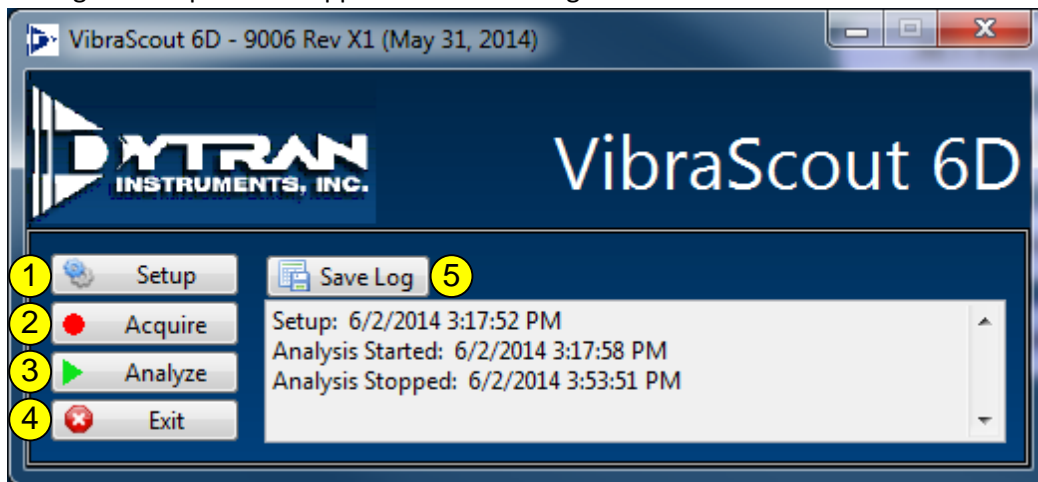 VibraScout 6D - 9006 Rev X1 (May 31, 2014)
DYTRAN
INSTRUMENTS, INC.
VibraScout 6D
1 Setup
Save Log 5
2 Acquire
Setup: 6/2/2014 3:17:52 PM
Analysis Started: 6/2/2014 3:17:58 PM
3 Analyze
Analysis Stopped: 6/2/2014 3:53:51 PM
4 Exit